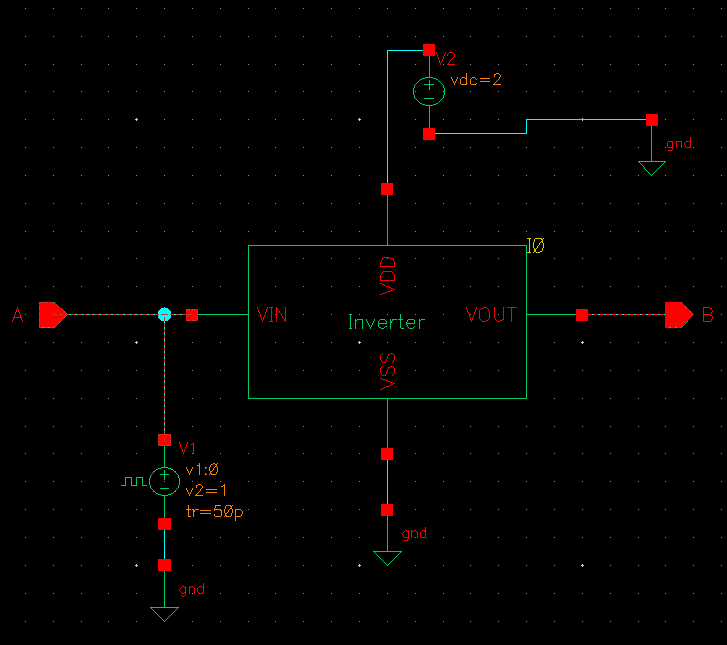 V2
vdc=2
gnd
I0
VDD
A
VIN
Inverter
VOUT
B
VSS
V1
v1:0
v2=1
tr=50p
gnd
gnd